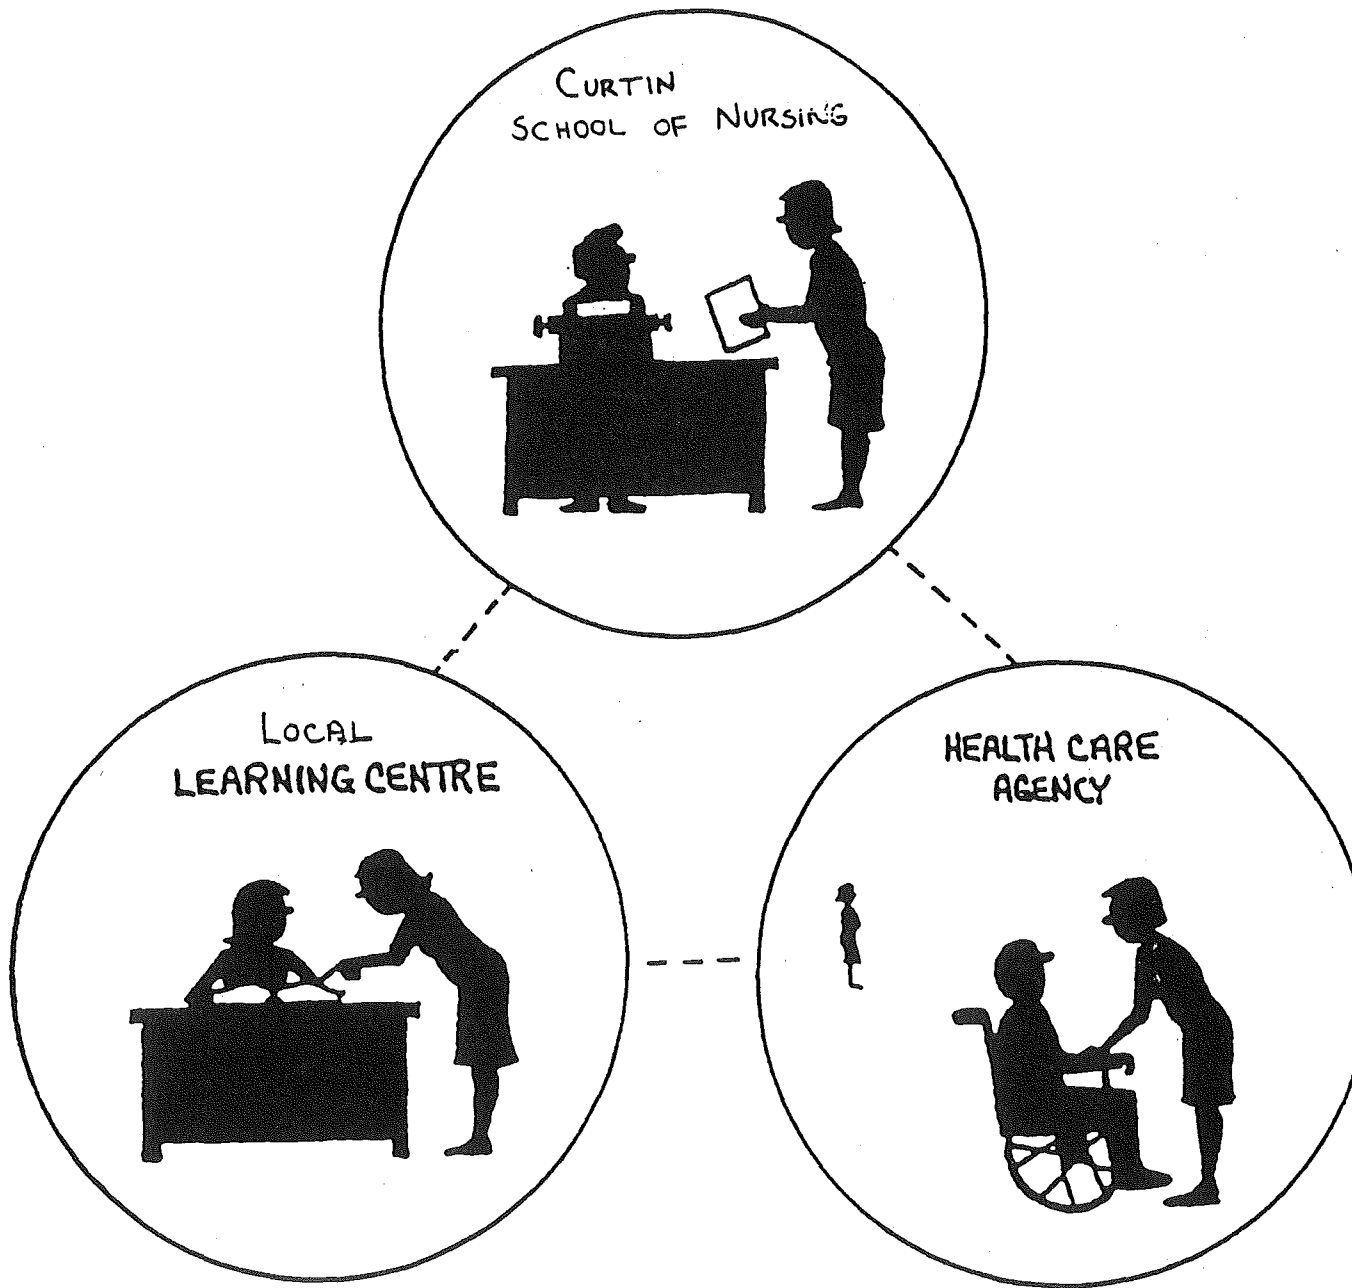 CURTIN
SCHOOL OF NURSING
LOCAL
LEARNING CENTRE
HEALTH CARE
AGENCY